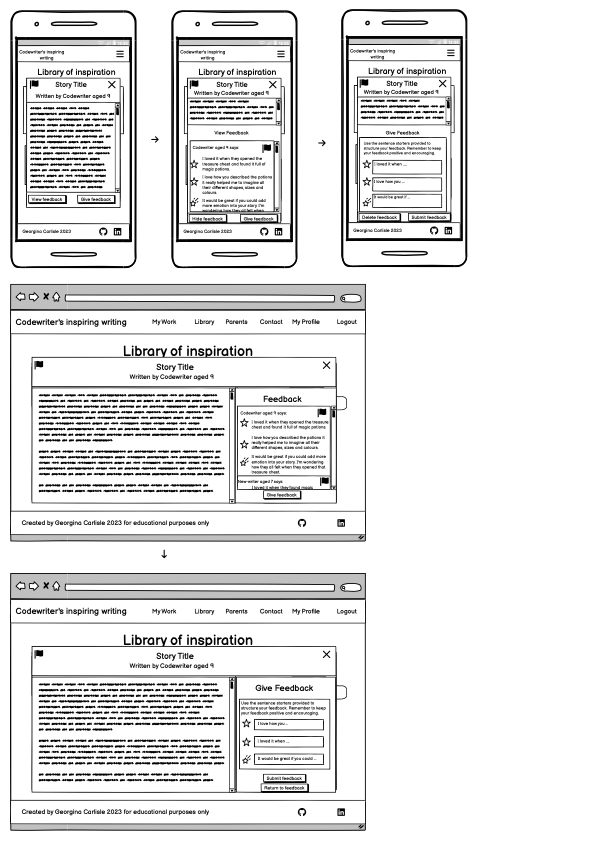 Codewriter's inspiring
writing
Library of inspiration
Story Title
Written by Codewriter aged 9
View feedback
Give feedback
Georgina Carlisle 2023
Codewriter's inspiring
writing
Library of inspiration
Story Title
Written by Codewriter aged 9
View Feedback
Codewriter aged 9 says:
I loved it when they opened the
treasure chest and found it full of
magic potions.
I love how you described the potions
it really helped me to imagine all
their different shapes, sizes and
colours.
It would be great if you could add
more emotion into your story. I'm
wondering how they all felt when
Hide feedback
Give feedback
Georgina Carlisle 2023
Codewriter's inspiring
writing
Library of inspiration
Story Title
Written by Codewriter aged 9
Give Feedback
Use the sentence starters provided to
structure your feedback. Remember to keep
your feedback positive and encouraging.
I loved it when ...
I love how you ...
It would be great if ...
Delete feedback
Submit feedback
Georgina Carlisle 2023
Codewriter's inspiring writing
My Work
Library
Parents
Contact
My Profile
Logout
Library of inspiration
Story Title
Written by Codewriter aged 9
Feedback
Codewriter aged 9 says:
I loved it when they opened the treasure
chest and found it full of magic potions
I love how you described the potions it
really helped me to imagine all their
different shapes, sizes and colours.
It would be great if you could add more
emotion into your story. I'm wondering
how they all felt when they opened that
treasure chest.
New-writer aged 7 says:
I loved it when they found magic
Give feedback
Created by Georgina Carlisle 2023 for educational purposes only
Codewriter's inspiring writing
My Work
Library
Parents
Contact
My Profile
Logout
Library of inspiration
Story Title
Written by Codewriter aged 9
Give Feedback
Use the sentence starters provided to
structure your feedback. Remember to keep
your feedback positive and encouraging.
I love how you ...
I loved it when ...
It would be great if you could ...
Submit feedback
Return to feedback
Created by Georgina Carlisle 2023 for educational purposes only